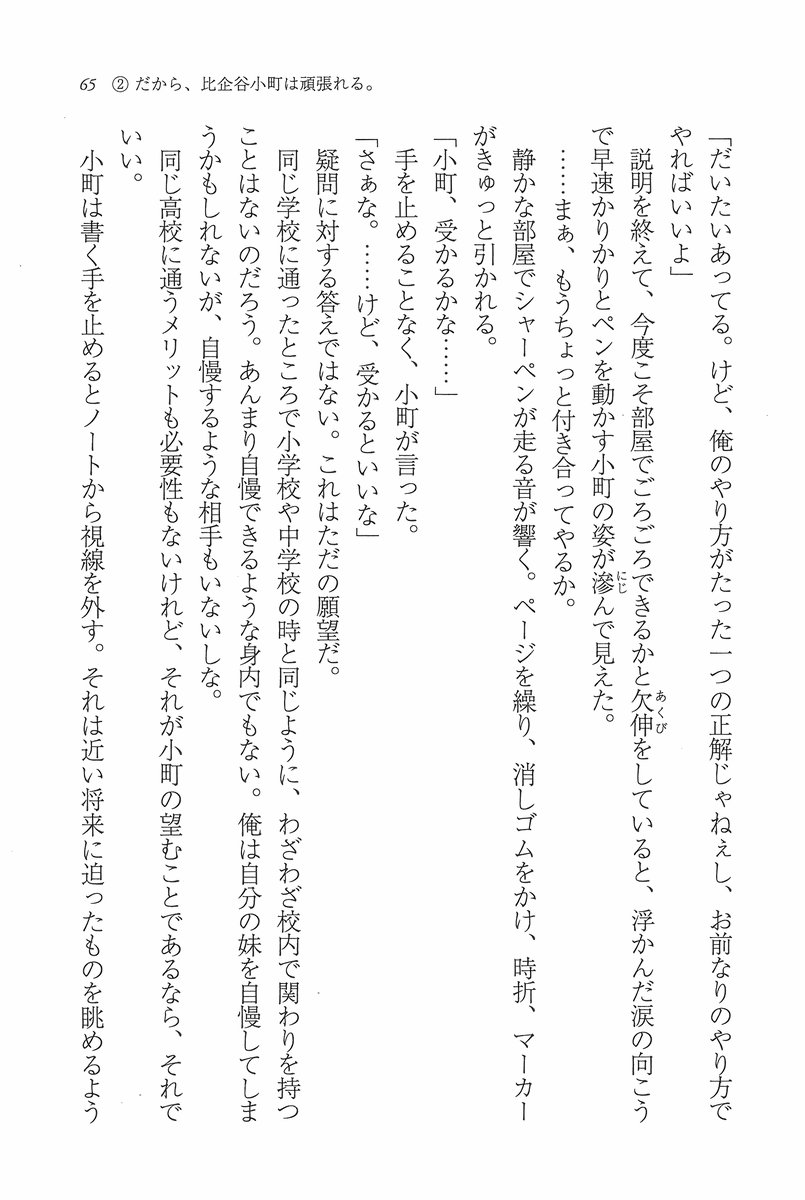 65 ② だから、比企谷小町は頑張れる。
「だいたいあってる。けど、俺のやり方がたった一つの正解じゃねぇし、お前なりのやり方で
やればいいよ」
　説明を終えて、今度こそ部屋でごろごろできるかと欠伸をしていると、浮かんだ涙の向こう
で早速かりかりとペンを動かす小町の姿が滲んで見えた。
　……まぁ、もうちょっと付き合ってやるか。
　静かな部屋でシャーペンが走る音が響く。ページを繰り、消しゴムをかけ、時折、マーカー
がきゅっと引かれる。
「小町、受かるかな……」
　手を止めることなく、小町が言った。
「さぁな。……けど、受かるといいな」
　疑問に対する答えではない。これはただの願望だ。
　同じ学校に通ったところで小学校や中学校の時と同じように、わざわざ校内で関わりを持つ
ことはないのだろう。あんまり自慢できるような身内でもない。俺は自分の妹を自慢してしま
うかもしれないが、自慢するような相手もいないしな。
　同じ高校に通うメリットも必要性もないけれど、それが小町の望むことであるなら、それで
いい。
　小町は書く手を止めるとノートから視線を外す。それは近い将来に迫ったものを眺めるよう
あくび
にじ